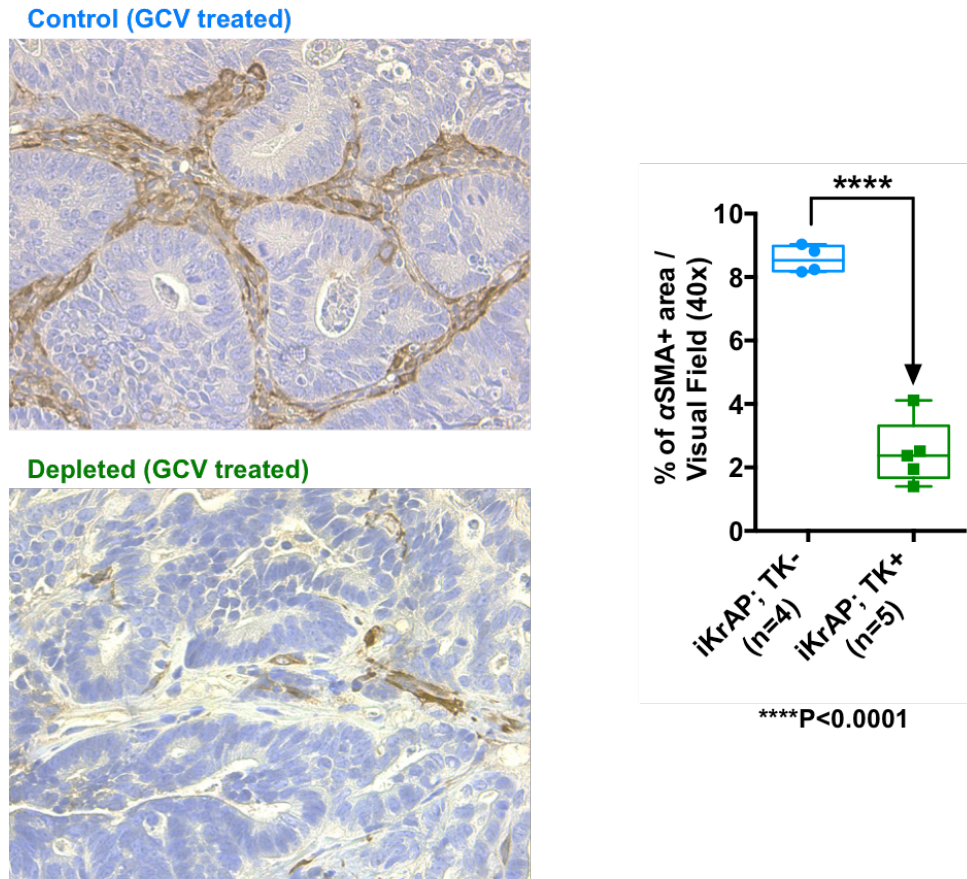 Control (GCV treated)
Depleted (GCV treated)
% of αSMA+ area /
Visual Field (40x)
****
10
8
6
4
2
0
iKrAP; TK-
(n=4)
iKrAP; TK+
(n=5)
****P<0.0001